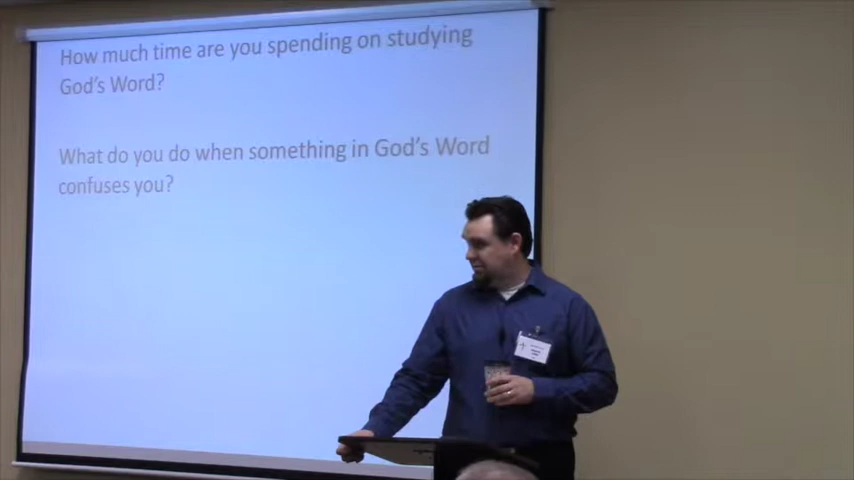 How much time are you spending on studying
God's Word?
What do you do when something in God's Word
confuses you?